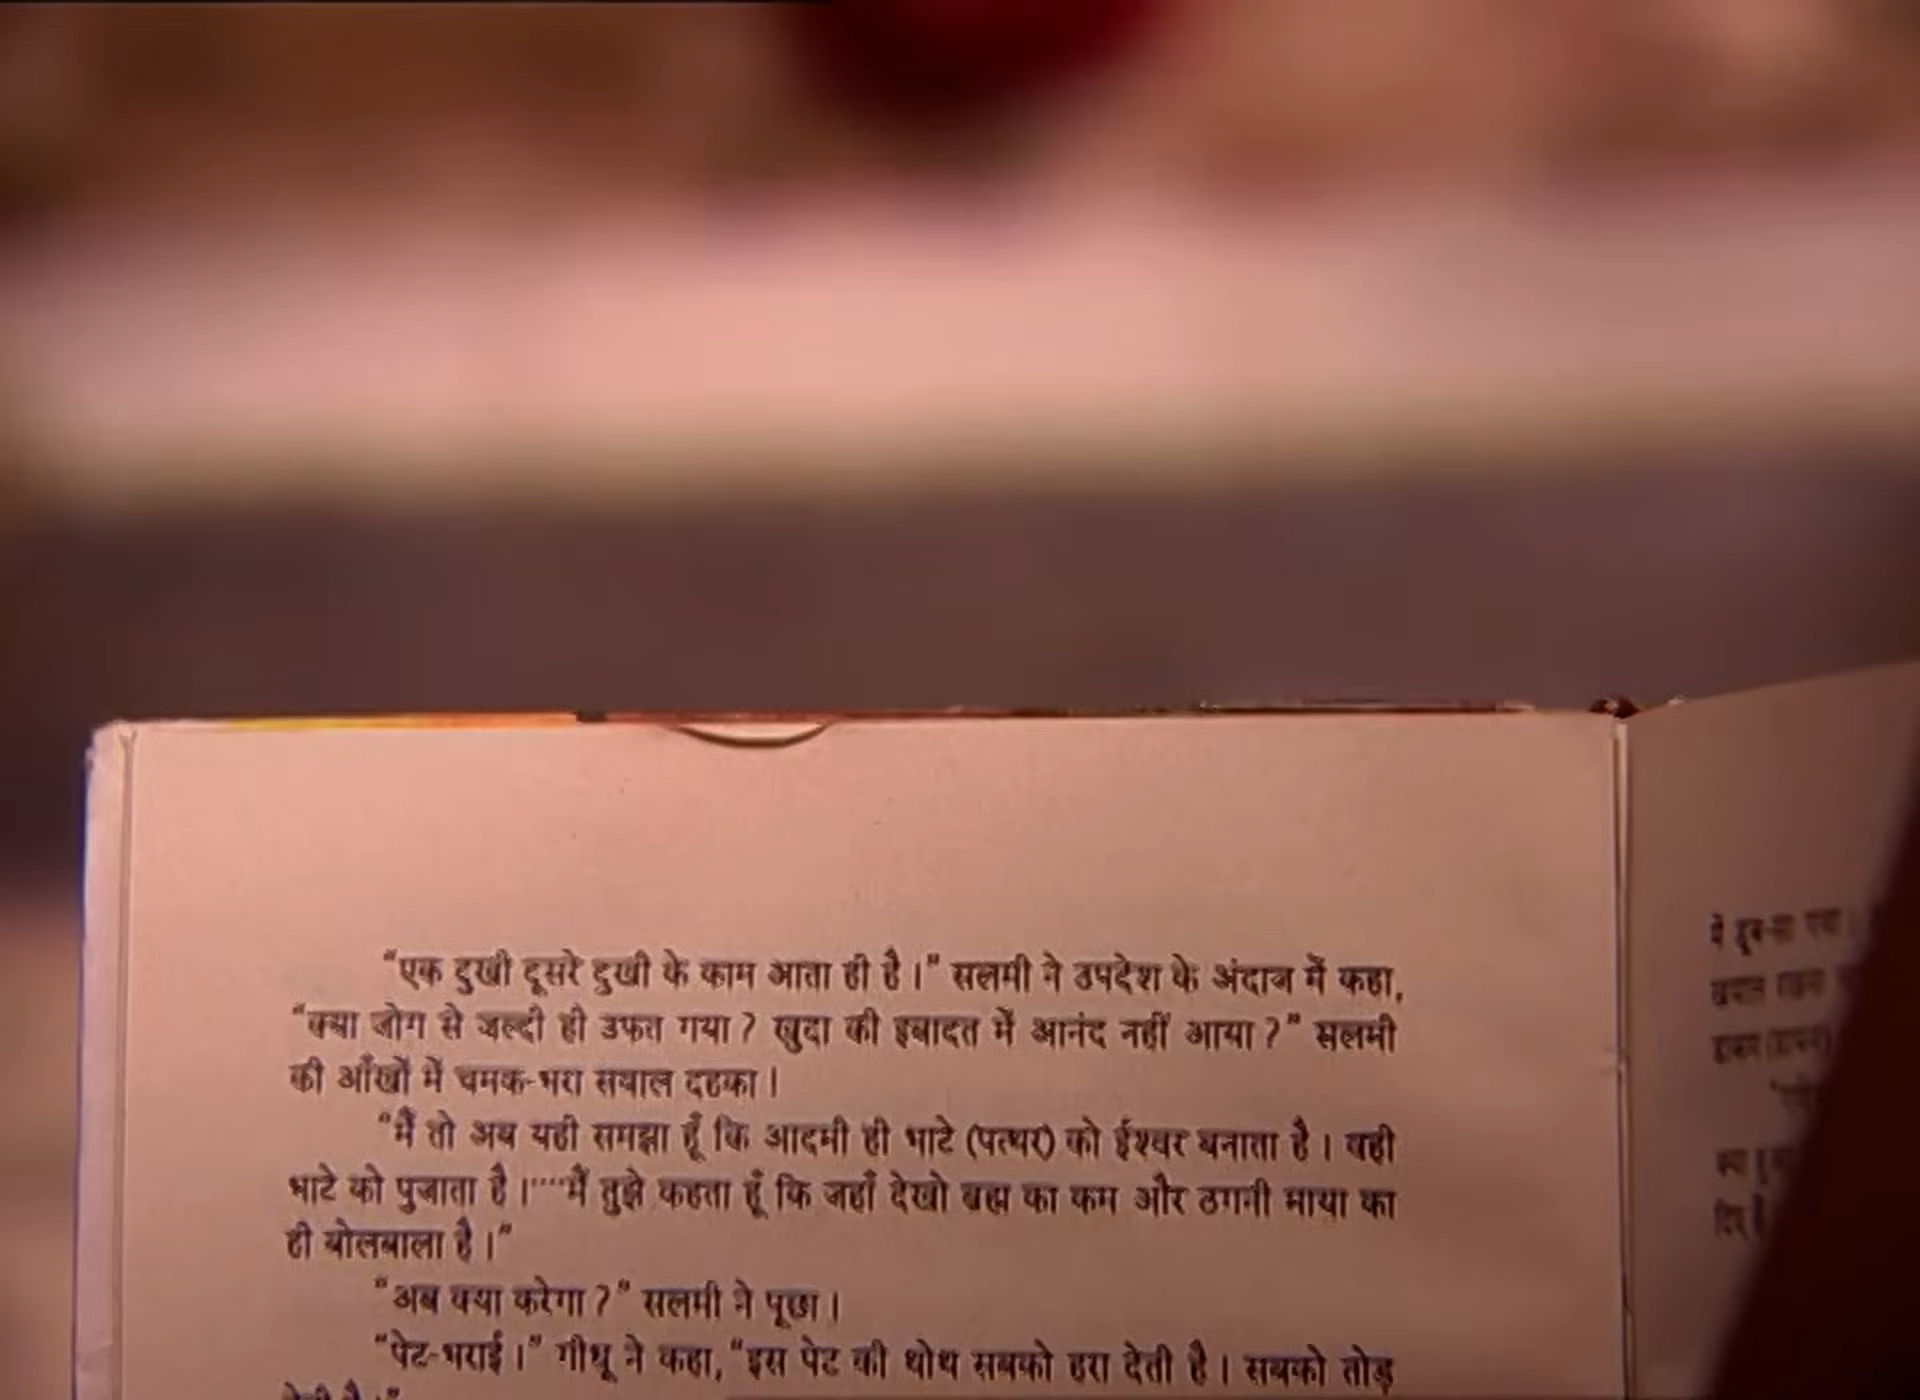 “एक दुखी दूसरे दुखी के काम आता ही है।” सलमी ने उपदेश के अंदाज में कहा,
“क्या जोग से जल्दी ही उफत गया? खुदा की इबादत में आनंद नहीं आया?” सलमी
की आँखों में चमक-भरा सवाल दहका।
“मैं तो अब यही समझा हूँ कि आदमी ही भाटे (पत्थर) को ईश्वर बनाता है। वही
भाटे को पुजाता है।····मैं तुझे कहता हूँ कि जहाँ देखो ब्रह्म का कम और ठगनी माया का
ही बोलबाला है।”
“अब क्या करेगा?” सलमी ने पूछा।
“पेट-भराई।” गीधू ने कहा, “इस पेट की थोथ सबको हरा देती है। सबको तोड़